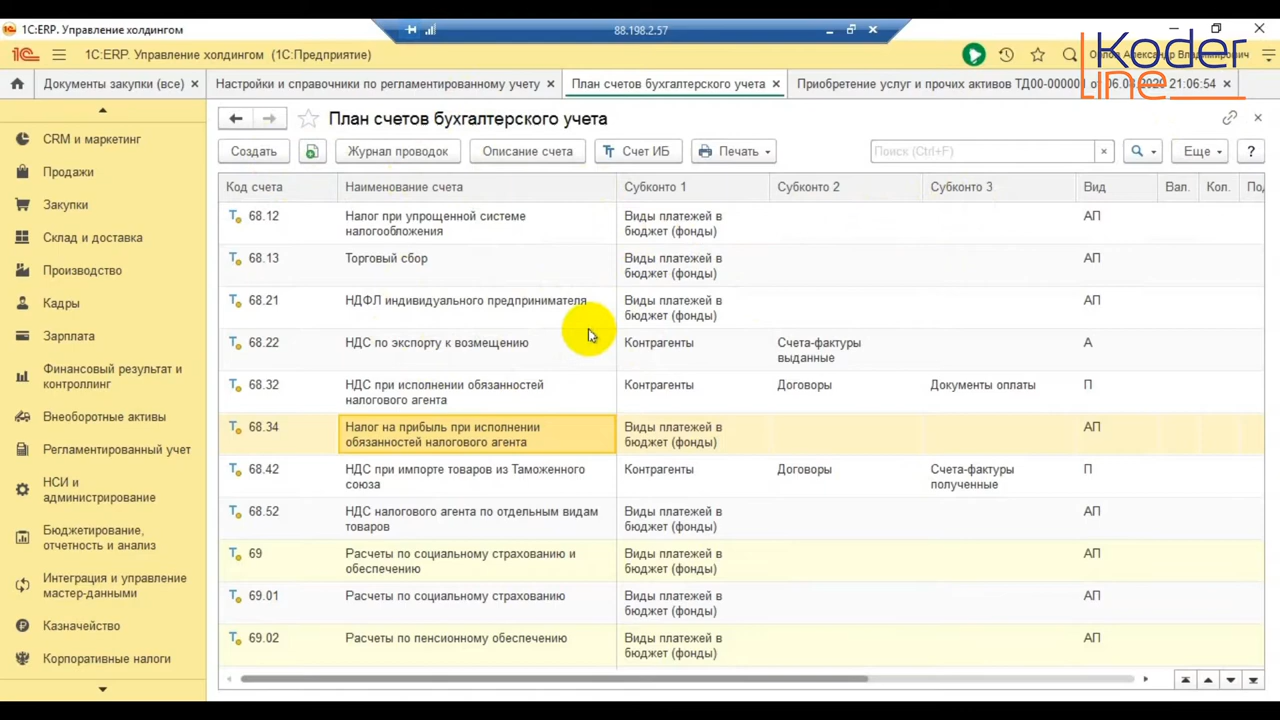 1С:ERP. Управление холдингом
88.198.2.57
1С:ERP. Управление холдингом (1С:Предприятие)
Орлов Александр Владимирович
Koder
Line
Документы закупки (все)
Настройки и справочники по регламентированному учету
План счетов бухгалтерского учета
Приобретение услуг и прочих активов ТД00-000001 от 06.06.2020 21:06:54
План счетов бухгалтерского учета
Создать
Журнал проводок
Описание счета
Счет ИБ
Печать
Поиск (Ctrl+F)
Еще
?
CRM и маркетинг
Продажи
Закупки
Склад и доставка
Производство
Кадры
Зарплата
Финансовый результат и
контроллинг
Внеоборотные активы
Регламентированный учет
НСИ и
администрирование
Бюджетирование,
отчетность и анализ
Интеграция и управление
мастер-данными
Казначейство
Корпоративные налоги
Код счета Наименование счета Субконто 1 Субконто 2 Субконто 3 Вид Вал. Кол.
68.12 Налог при упрощенной системе Виды платежей в АП
налогообложения бюджет (фонды)
68.13 Торговый сбор Виды платежей в АП
бюджет (фонды)
68.21 НДФЛ индивидуального предпринимателя Виды платежей в АП
бюджет (фонды)
68.22 НДС по экспорту к возмещению Контрагенты Счета-фактуры А
выданные
68.32 НДС при исполнении обязанностей Контрагенты Договоры Документы оплаты П
налогового агента
68.34 Налог на прибыль при исполнении Виды платежей в АП
обязанностей налогового агента бюджет (фонды)
68.42 НДС при импорте товаров из Таможенного Контрагенты Договоры Счета-фактуры П
союза полученные
68.52 НДС налогового агента по отдельным видам Виды платежей в АП
товаров бюджет (фонды)
69 Расчеты по социальному страхованию и Виды платежей в АП
обеспечению бюджет (фонды)
69.01 Расчеты по социальному страхованию Виды платежей в АП
бюджет (фонды)
69.02 Расчеты по пенсионному обеспечению Виды платежей в АП
бюджет (фонды)